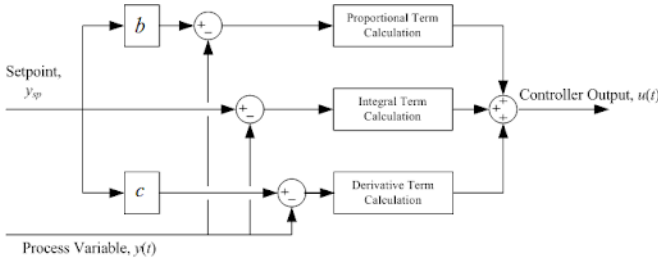 b
+
−
Proportional Term
Calculation
Setpoint,
y_sp
+
−
Integral Term
Calculation
+
+
+
Controller Output, u(t)
c
+
−
Derivative Term
Calculation
Process Variable, y(t)